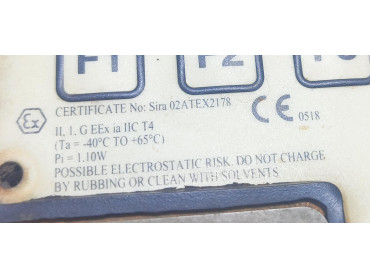 F1 F2
CERTIFICATE No: Sira 02ATEX2178
Ex
CE 0518
II, 1, G EEx ia IIC T4
(Ta = -40°C TO +65°C)
Pi = 1.10W
POSSIBLE ELECTROSTATIC RISK. DO NOT CHARGE
BY RUBBING OR CLEAN WITH SOLVENTS.